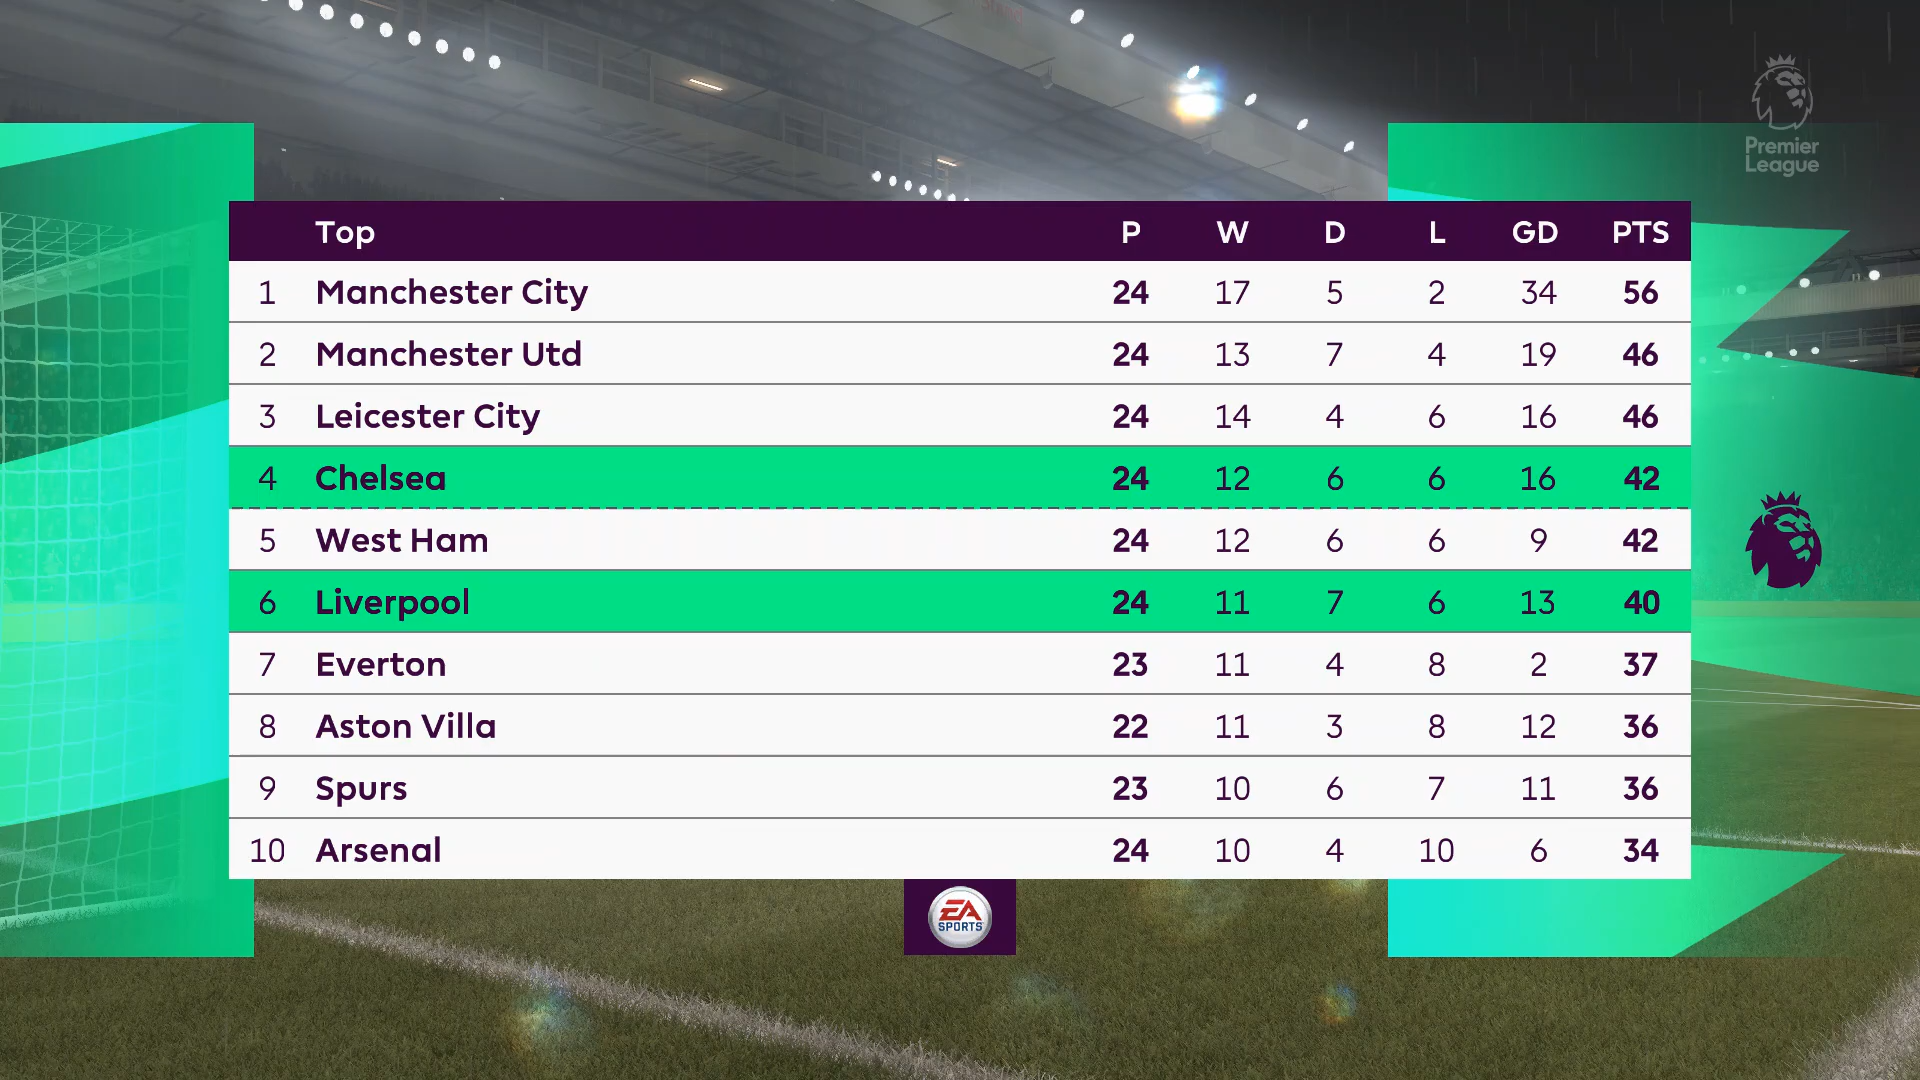 Premier
League
Top P W D L GD PTS
1 Manchester City 24 17 5 2 34 56
2 Manchester Utd 24 13 7 4 19 46
3 Leicester City 24 14 4 6 16 46
4 Chelsea 24 12 6 6 16 42
5 West Ham 24 12 6 6 9 42
6 Liverpool 24 11 7 6 13 40
7 Everton 23 11 4 8 2 37
8 Aston Villa 22 11 3 8 12 36
9 Spurs 23 10 6 7 11 36
10 Arsenal 24 10 4 10 6 34
EA
SPORTS